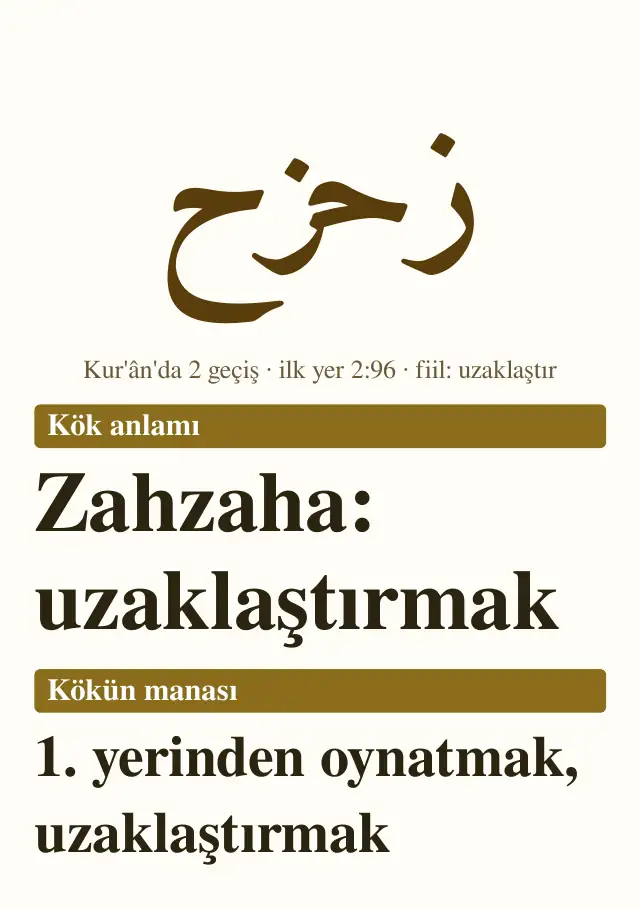 زحزح
Kur'ân'da 2 geçiş · ilk yer 2:96 · fiil: uzaklaştır
Kök anlamı
Zahzaha:
uzaklaştırmak
Kökün manası
1. yerinden oynatmak,
uzaklaştırmak